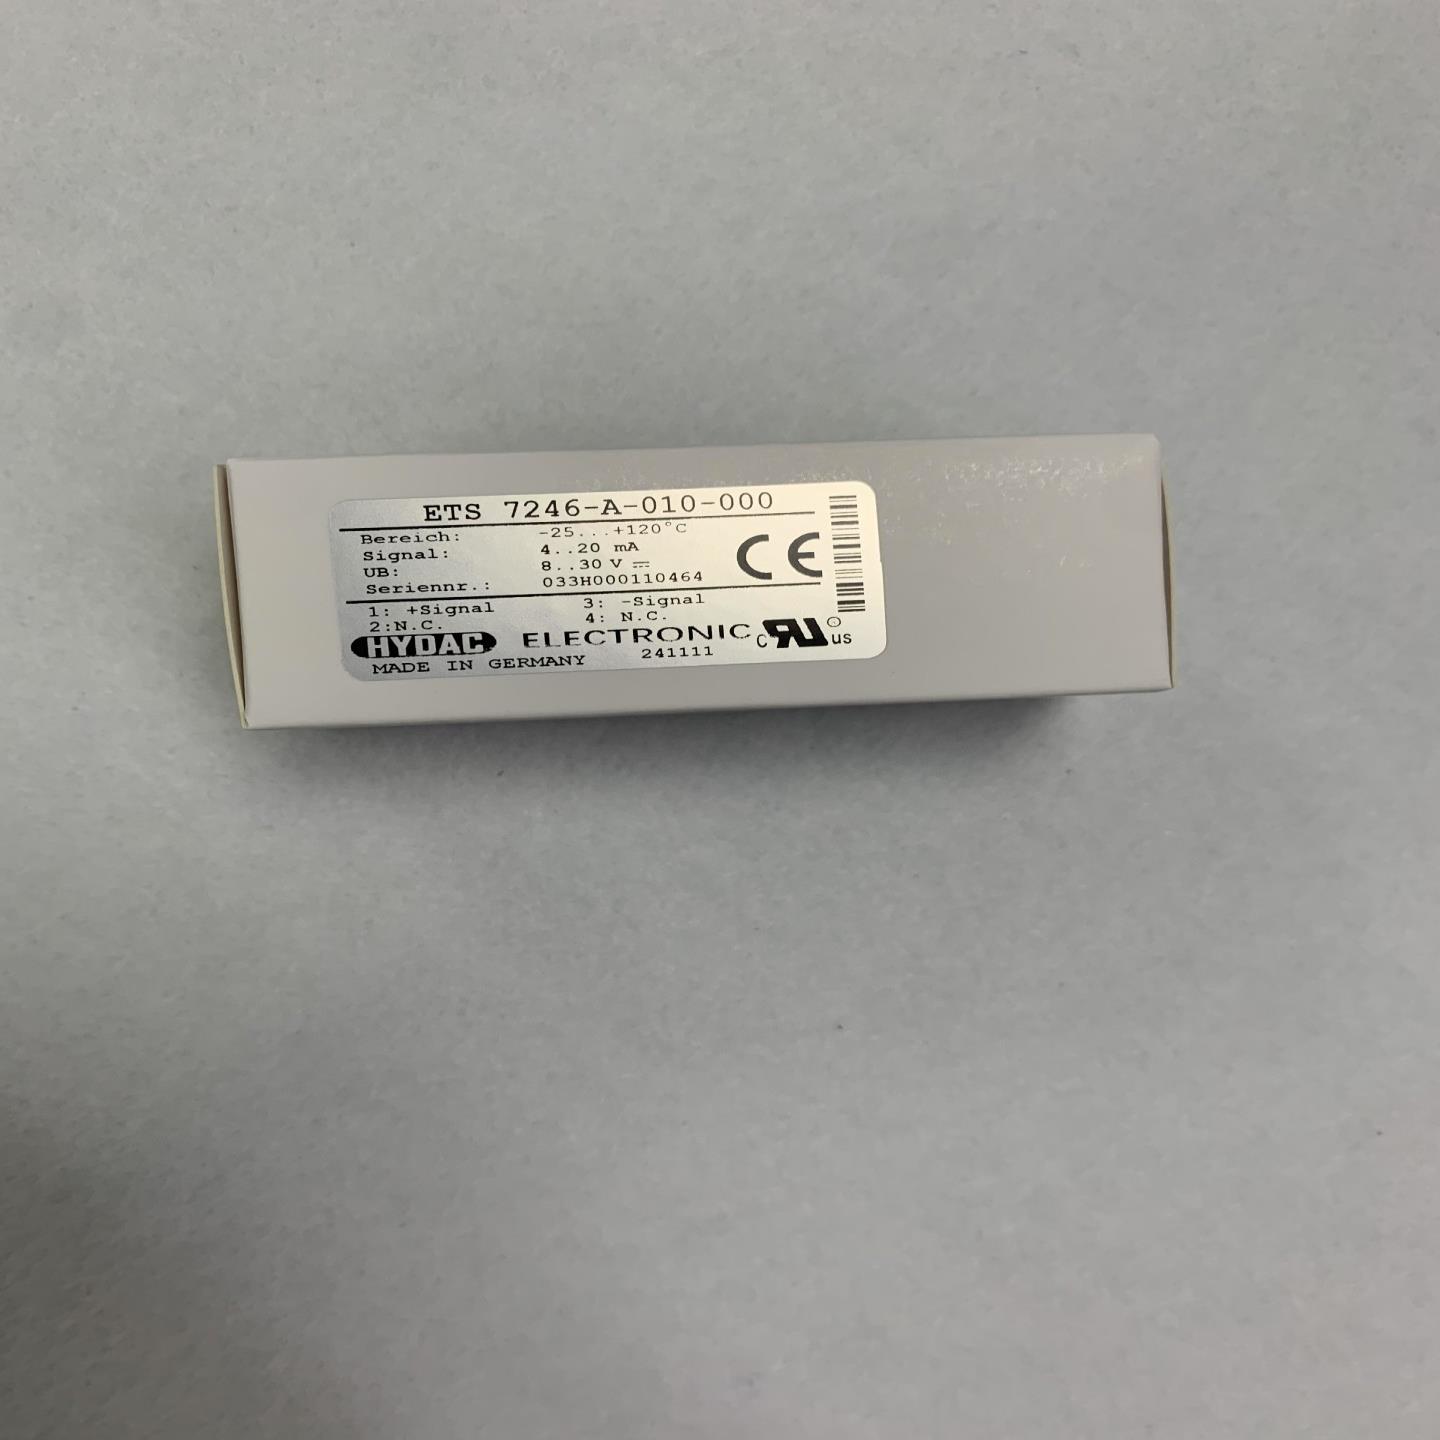 ETS 7246-A-010-000
Bereich: -25...+120°C
Signal: 4..20 mA
UB: 8..30 V
Seriennr.: 033H000110464
CE
1: +Signal 3: -Signal
2:N.C. 4: N.C.
HYDAC ELECTRONIC
c RU us
MADE IN GERMANY 241111